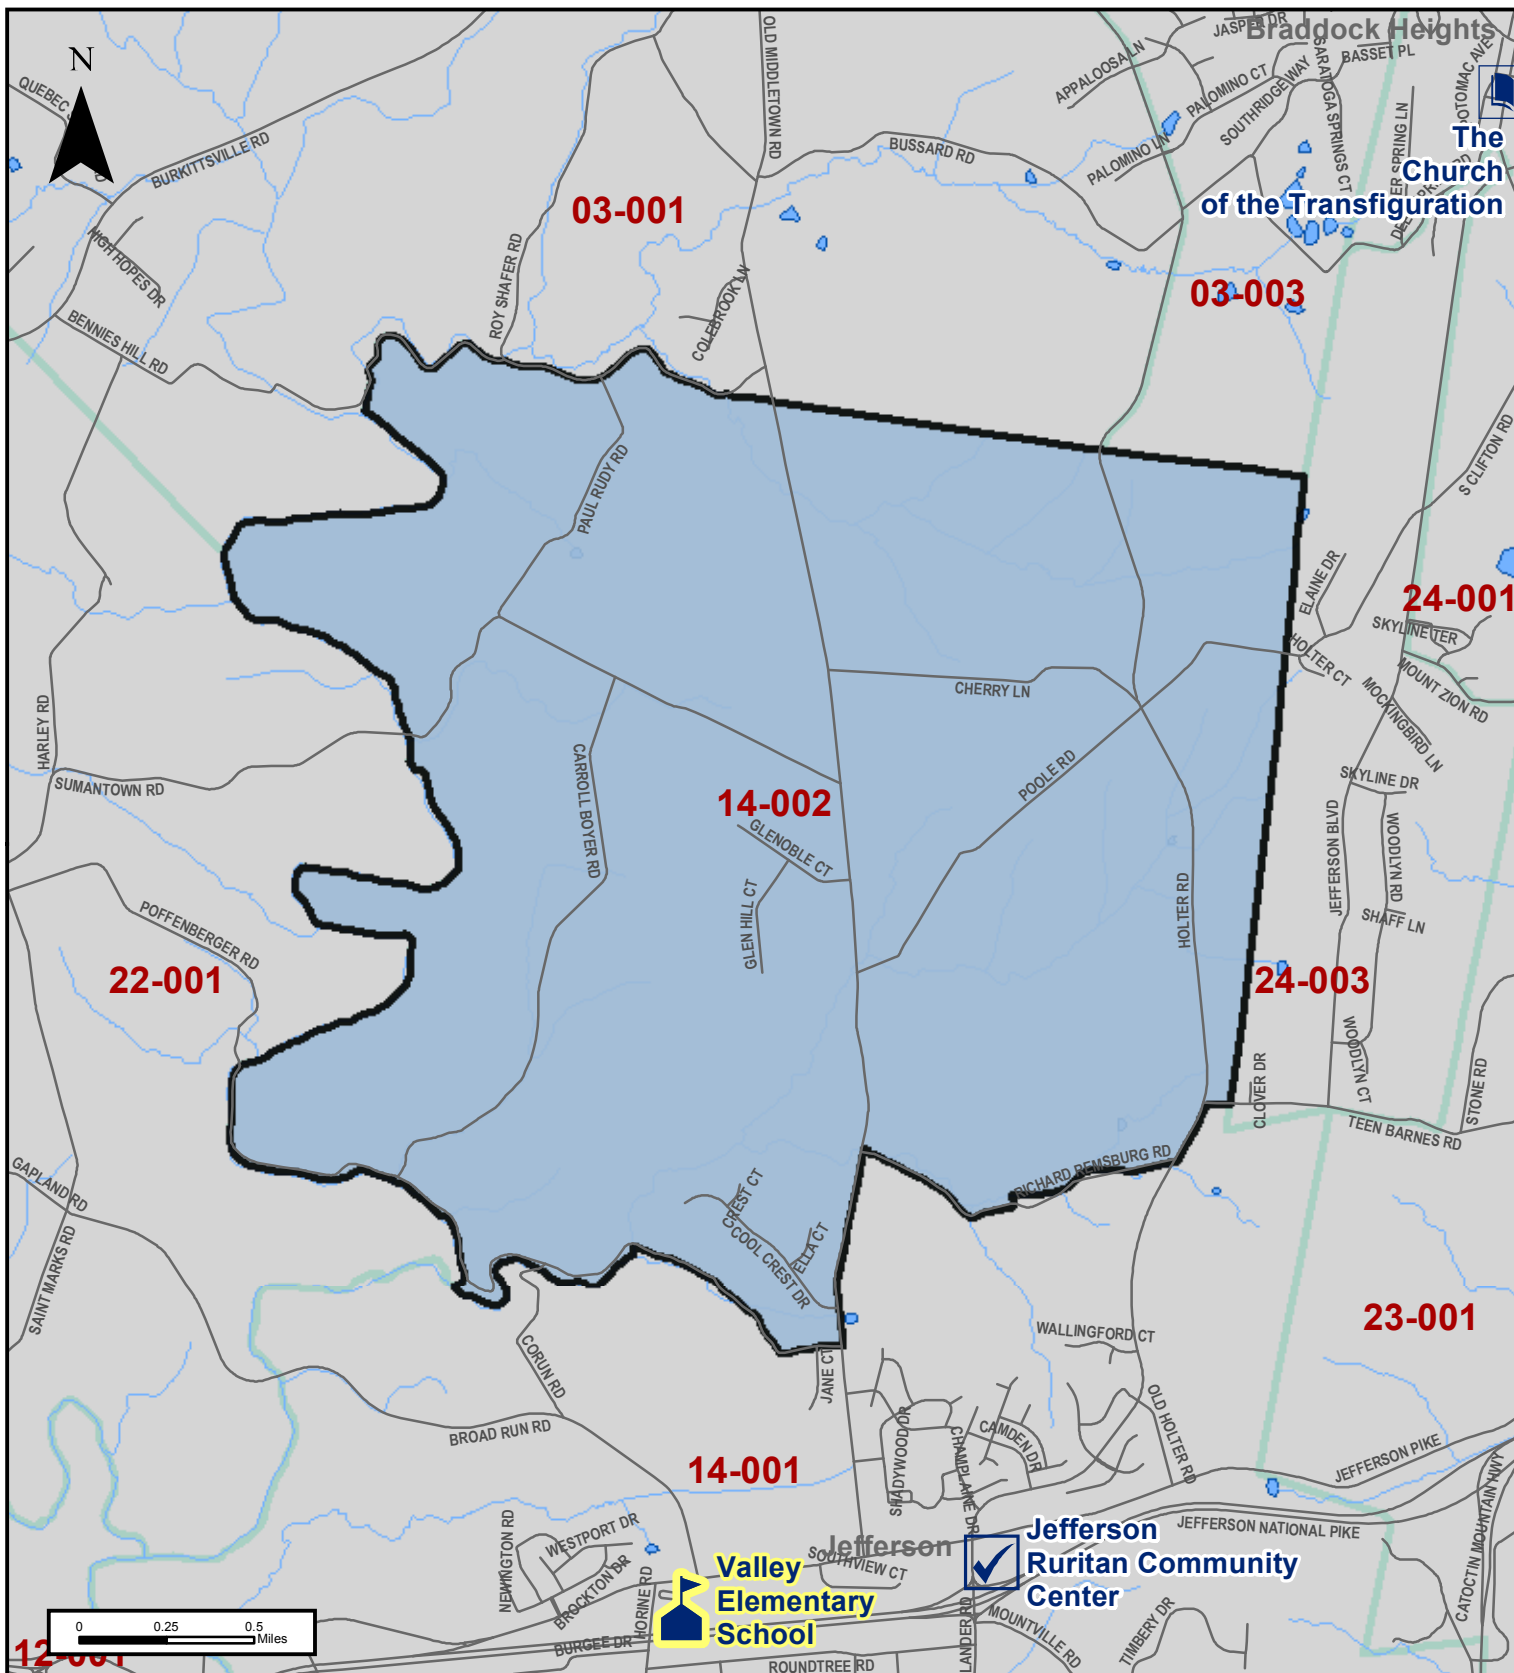 Braddock Heights
JASPER DR
OLD MIDDLETOWN RD
APPALOOSA LN
PALOMINO CT
SARATOGA SPRINGS CT
BASSET PL
POTOMAC AVE
N
QUEBEC
BURKITTSVILLE RD
BUSSARD RD
PALOMINO LN
SOUTHRIDGE WAY
The
Church
of the Transfiguration
03-001
HIGH HOPES DR
ROY SHAFER RD
COLEBROOK LN
03-003
BENNIES HILL RD
PAUL RUDY RD
S CLIFTON RD
ELAINE DR
24-001
SKYLINE TER
HOLTER CT
MOUNT ZION RD
MOCKINGBIRD LN
CHERRY LN
HARLEY RD
SUMANTOWN RD
CARROLL BOYER RD
POOLE RD
SKYLINE DR
14-002
GLENOBLE CT
JEFFERSON BLVD
WOODLYN RD
SHAFF LN
GLEN HILL CT
HOLTER RD
POFFENBERGER RD
22-001
24-003
WOODLYN CT
CLOVER DR
STONE RD
TEEN BARNES RD
GAPLAND RD
SAINT MARKS RD
RICHARD REMSBURG RD
CREST CT
COOL CREST DR
ELLA CT
23-001
WALLINGFORD CT
CORUN RD
JANE CT
OLD HOLTER RD
BROAD RUN RD
SHADYWOOD DR
CHAMPLAINE DR
CAMDEN DR
JEFFERSON PIKE
14-001
CATOCTIN MOUNTAIN HWY
NEWINGTON RD
WESTPORT DR
BROCKTON DR
HORINE RD
Jefferson
SOUTHVIEW CT
JEFFERSON NATIONAL PIKE
Jefferson
Ruritan Community
Center
Valley
Elementary
School
LANDER RD
MOUNTVILLE RD
TIMBERY DR
BURGEE DR
ROUNDTREE RD
0 0.25 0.5
Miles
12-001